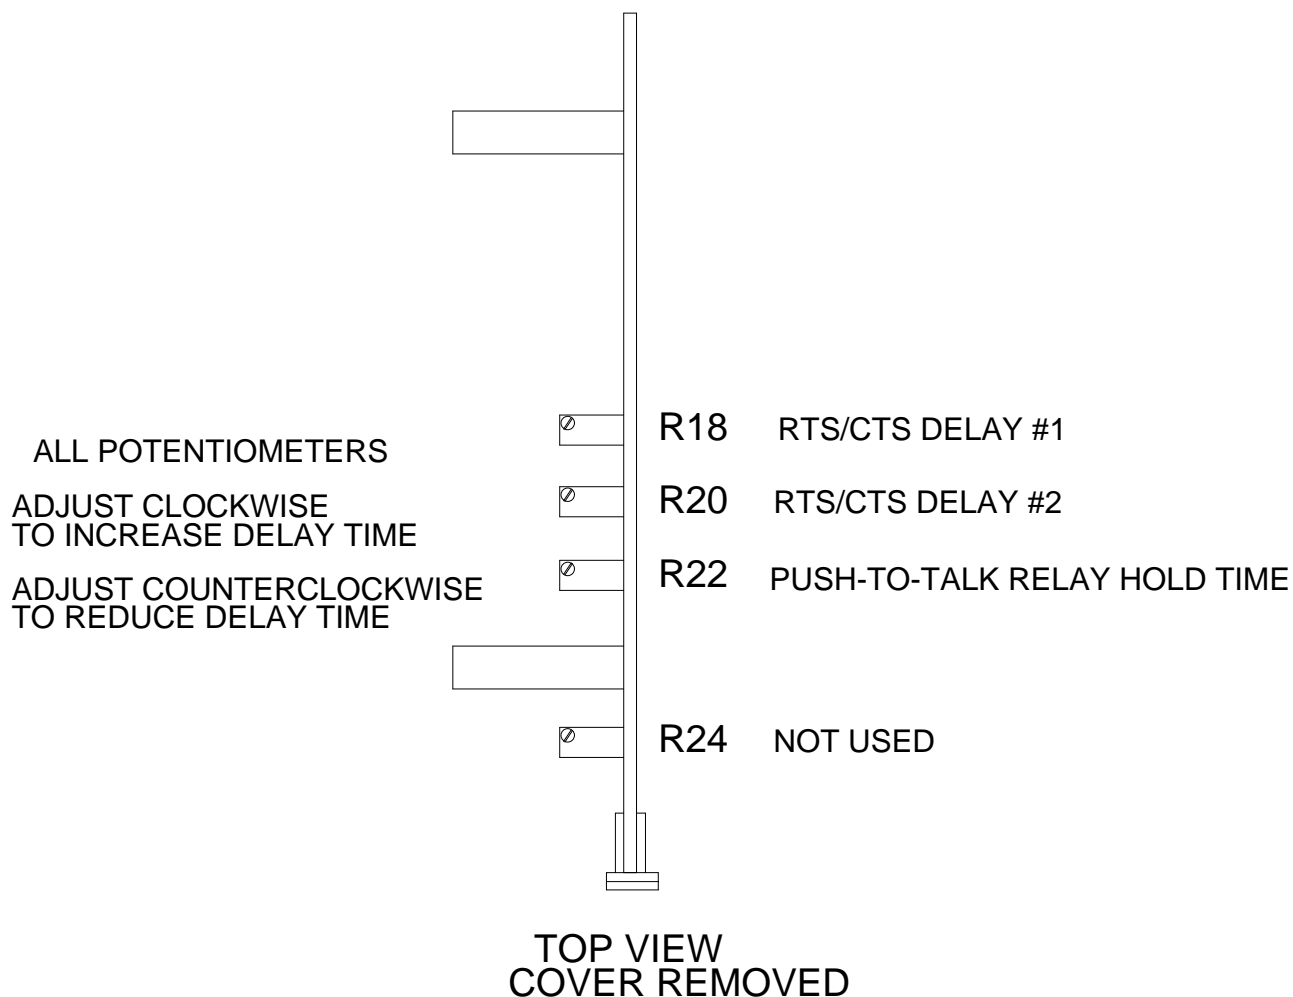 R18 RTS/CTS DELAY #1
ALL POTENTIOMETERS
R20 RTS/CTS DELAY #2
ADJUST CLOCKWISE
TO INCREASE DELAY TIME
R22 PUSH-TO-TALK RELAY HOLD TIME
ADJUST COUNTERCLOCKWISE
TO REDUCE DELAY TIME
R24 NOT USED
TOP VIEW
COVER REMOVED